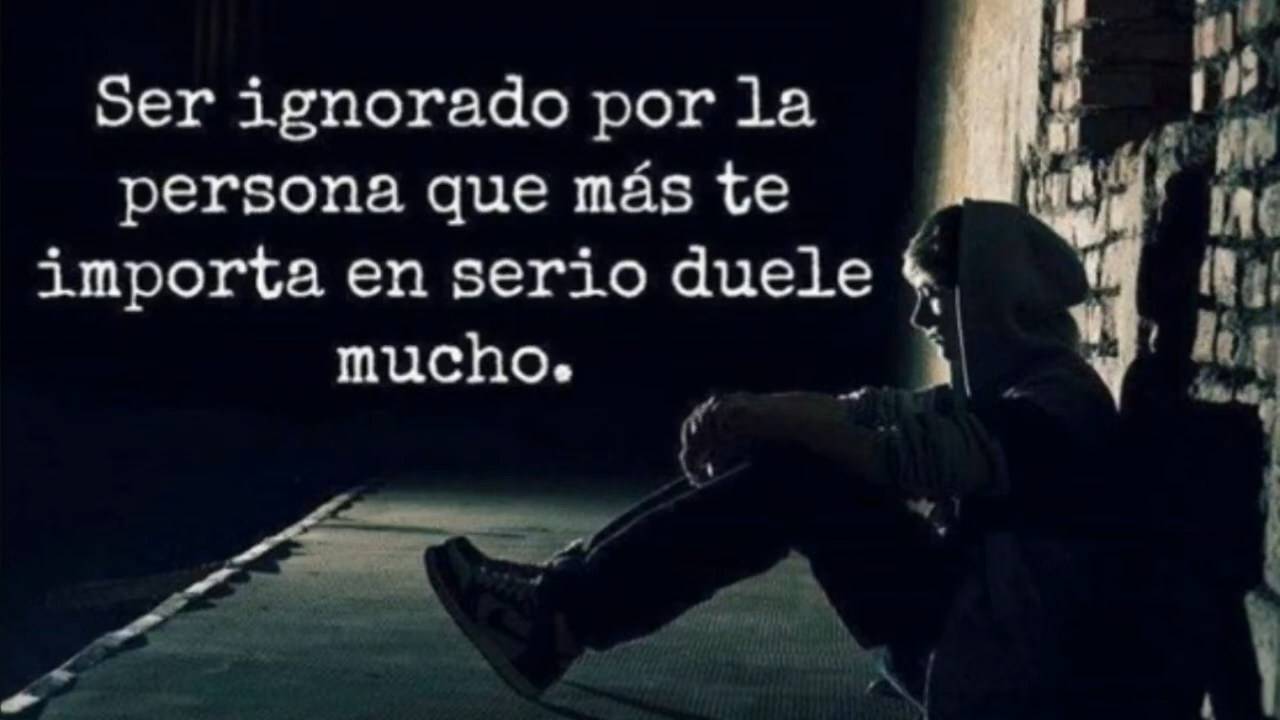 Ser ignorado por la
persona que más te
importa en serio duele
mucho.